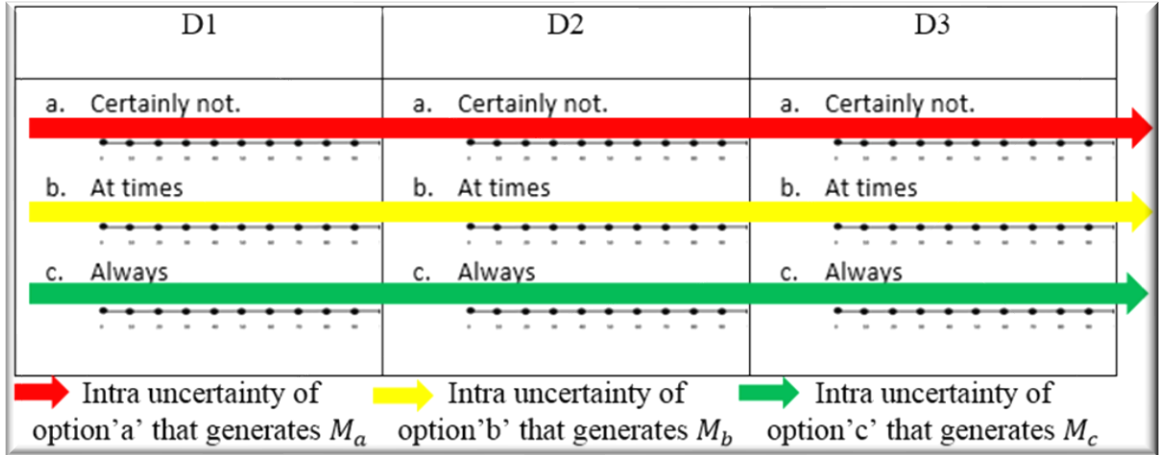 D1 D2 D3
a. Certainly not. a. Certainly not. a. Certainly not.
b. At times b. At times b. At times
c. Always c. Always c. Always
Intra uncertainty of Intra uncertainty of Intra uncertainty of
option'a' that generates Mₐ option'b' that generates M_b option'c' that generates M_c